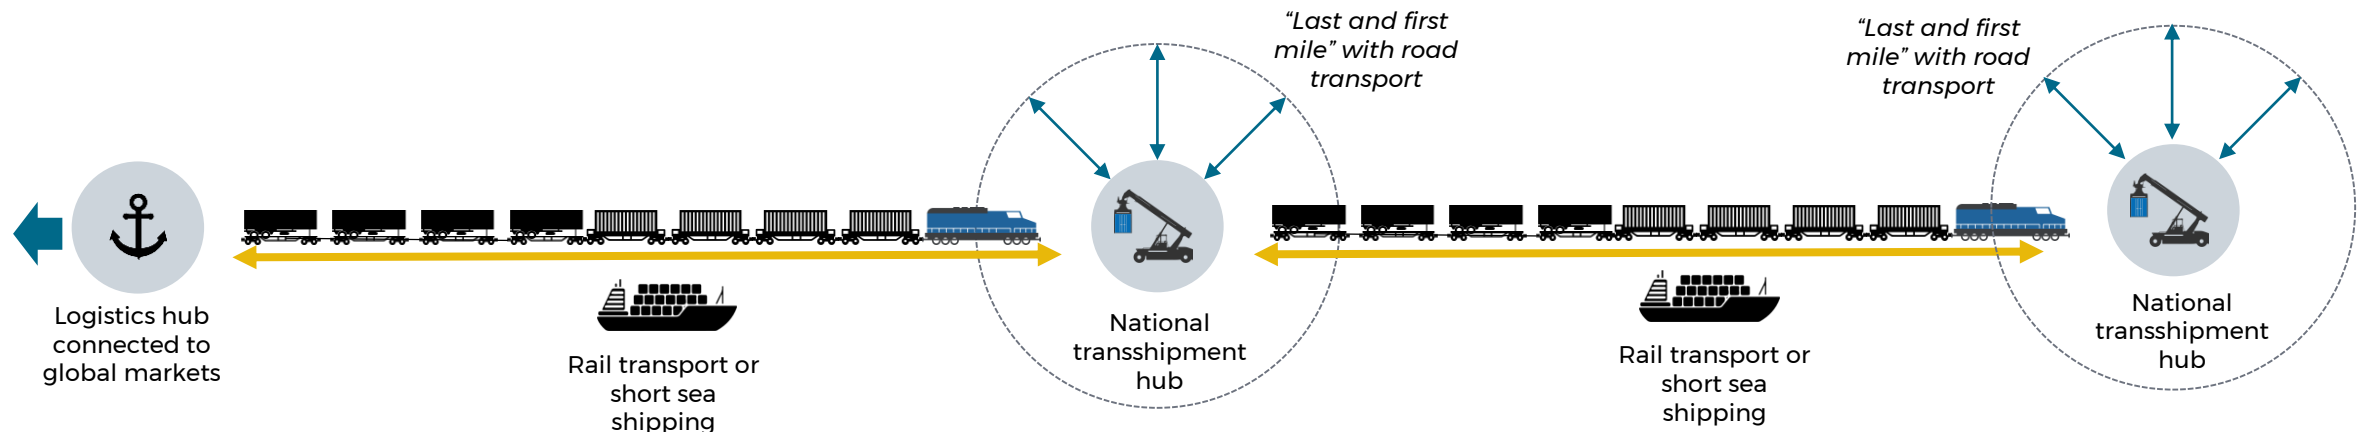 Logistics hub
connected to
global markets
Rail transport or
short sea
shipping
“Last and first
mile” with road
transport
National
transshipment
hub
Rail transport or
short sea
shipping
“Last and first
mile” with road
transport
National
transshipment
hub